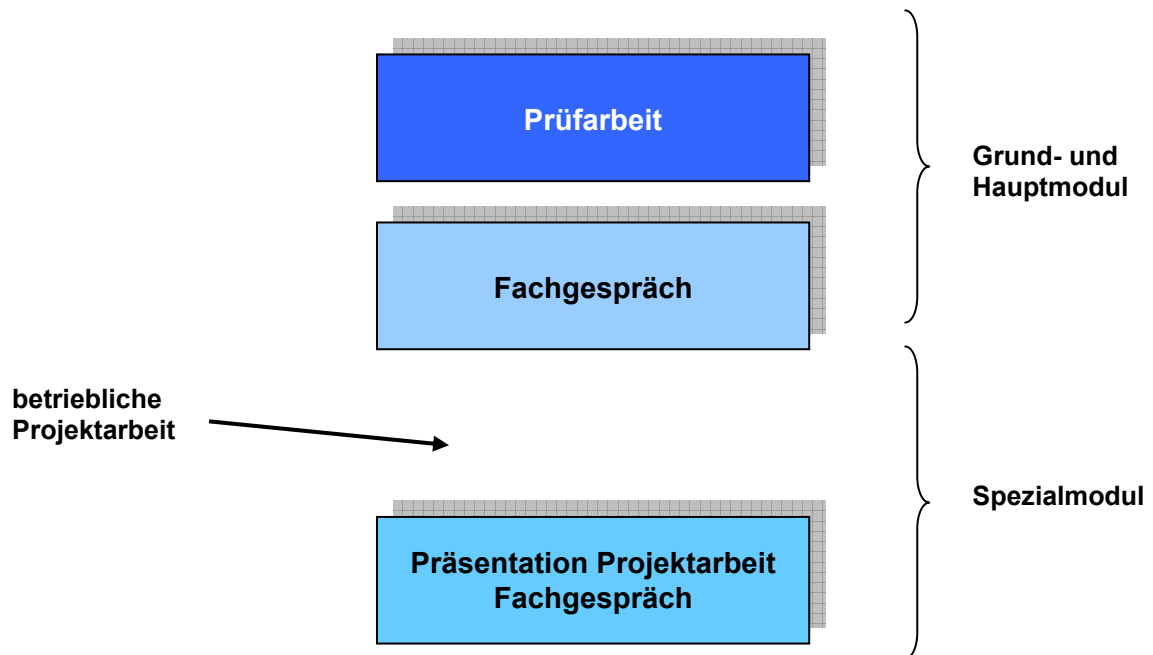 Prüfarbeit
Grund- und
Hauptmodul
Fachgespräch
betriebliche
Projektarbeit
Spezialmodul
Präsentation Projektarbeit
Fachgespräch